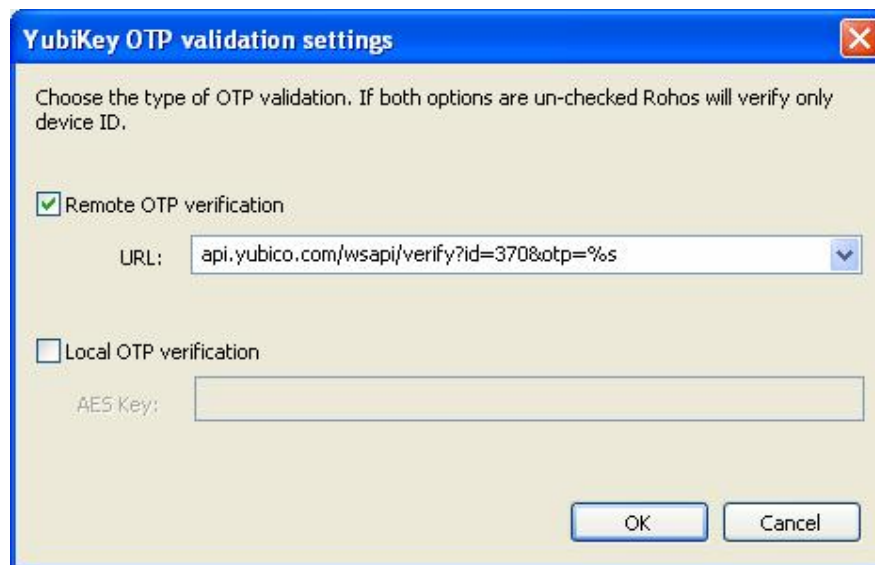 YubiKey OTP validation settings
Choose the type of OTP validation. If both options are un-checked Rohos will verify only
device ID.
Remote OTP verification
URL: api.yubico.com/wsapi/verify?id=370&otp=%s
Local OTP verification
AES Key:
OK Cancel